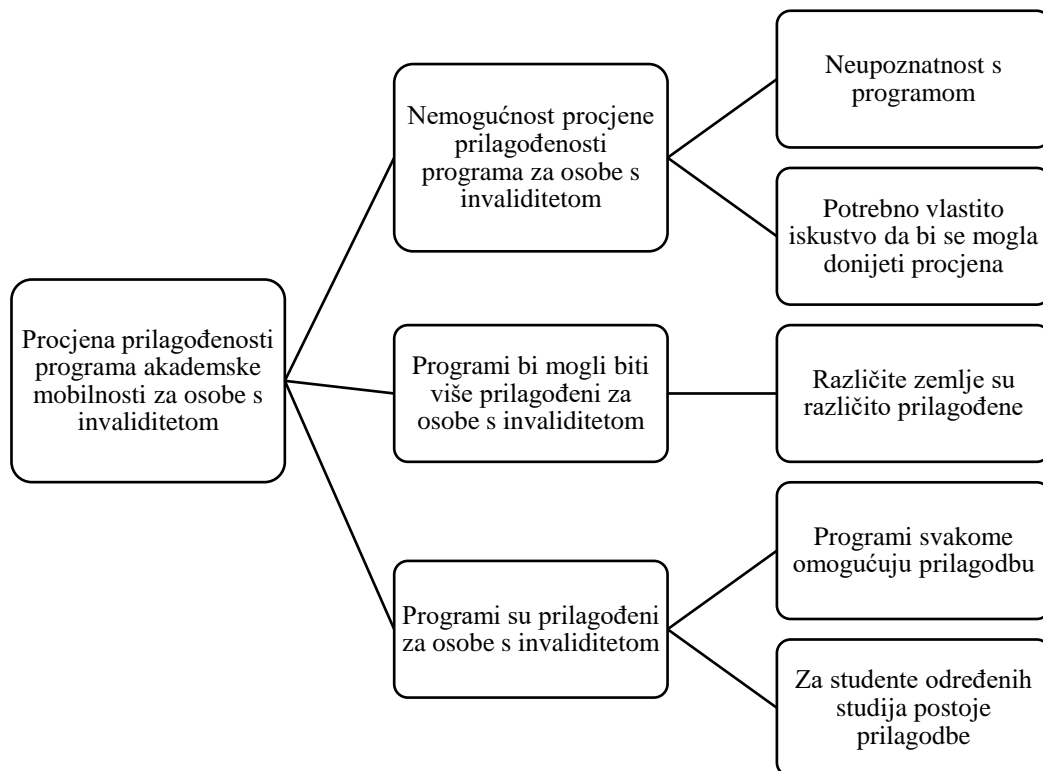 Procjena prilagođenosti
programa akademske
mobilnosti za osobe s
invaliditetom
Nemogućnost procjene
prilagođenosti
programa za osobe s
invaliditetom
Neupoznatnost s
programom
Potrebno vlastito
iskustvo da bi se mogla
donijeti procjena
Programi bi mogli biti
više prilagođeni za
osobe s invaliditetom
Različite zemlje su
različito prilagođene
Programi su prilagođeni
za osobe s invaliditetom
Programi svakome
omogućuju prilagodbu
Za studente određenih
studija postoje
prilagodbe